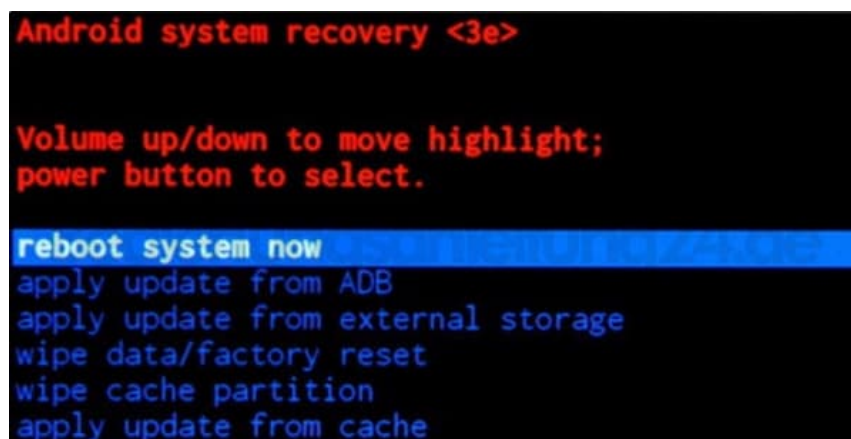 Android system recovery <3e>
Volume up/down to move highlight;
power button to select.
reboot system now
apply update from ADB
apply update from external storage
wipe data/factory reset
wipe cache partition
apply update from cache